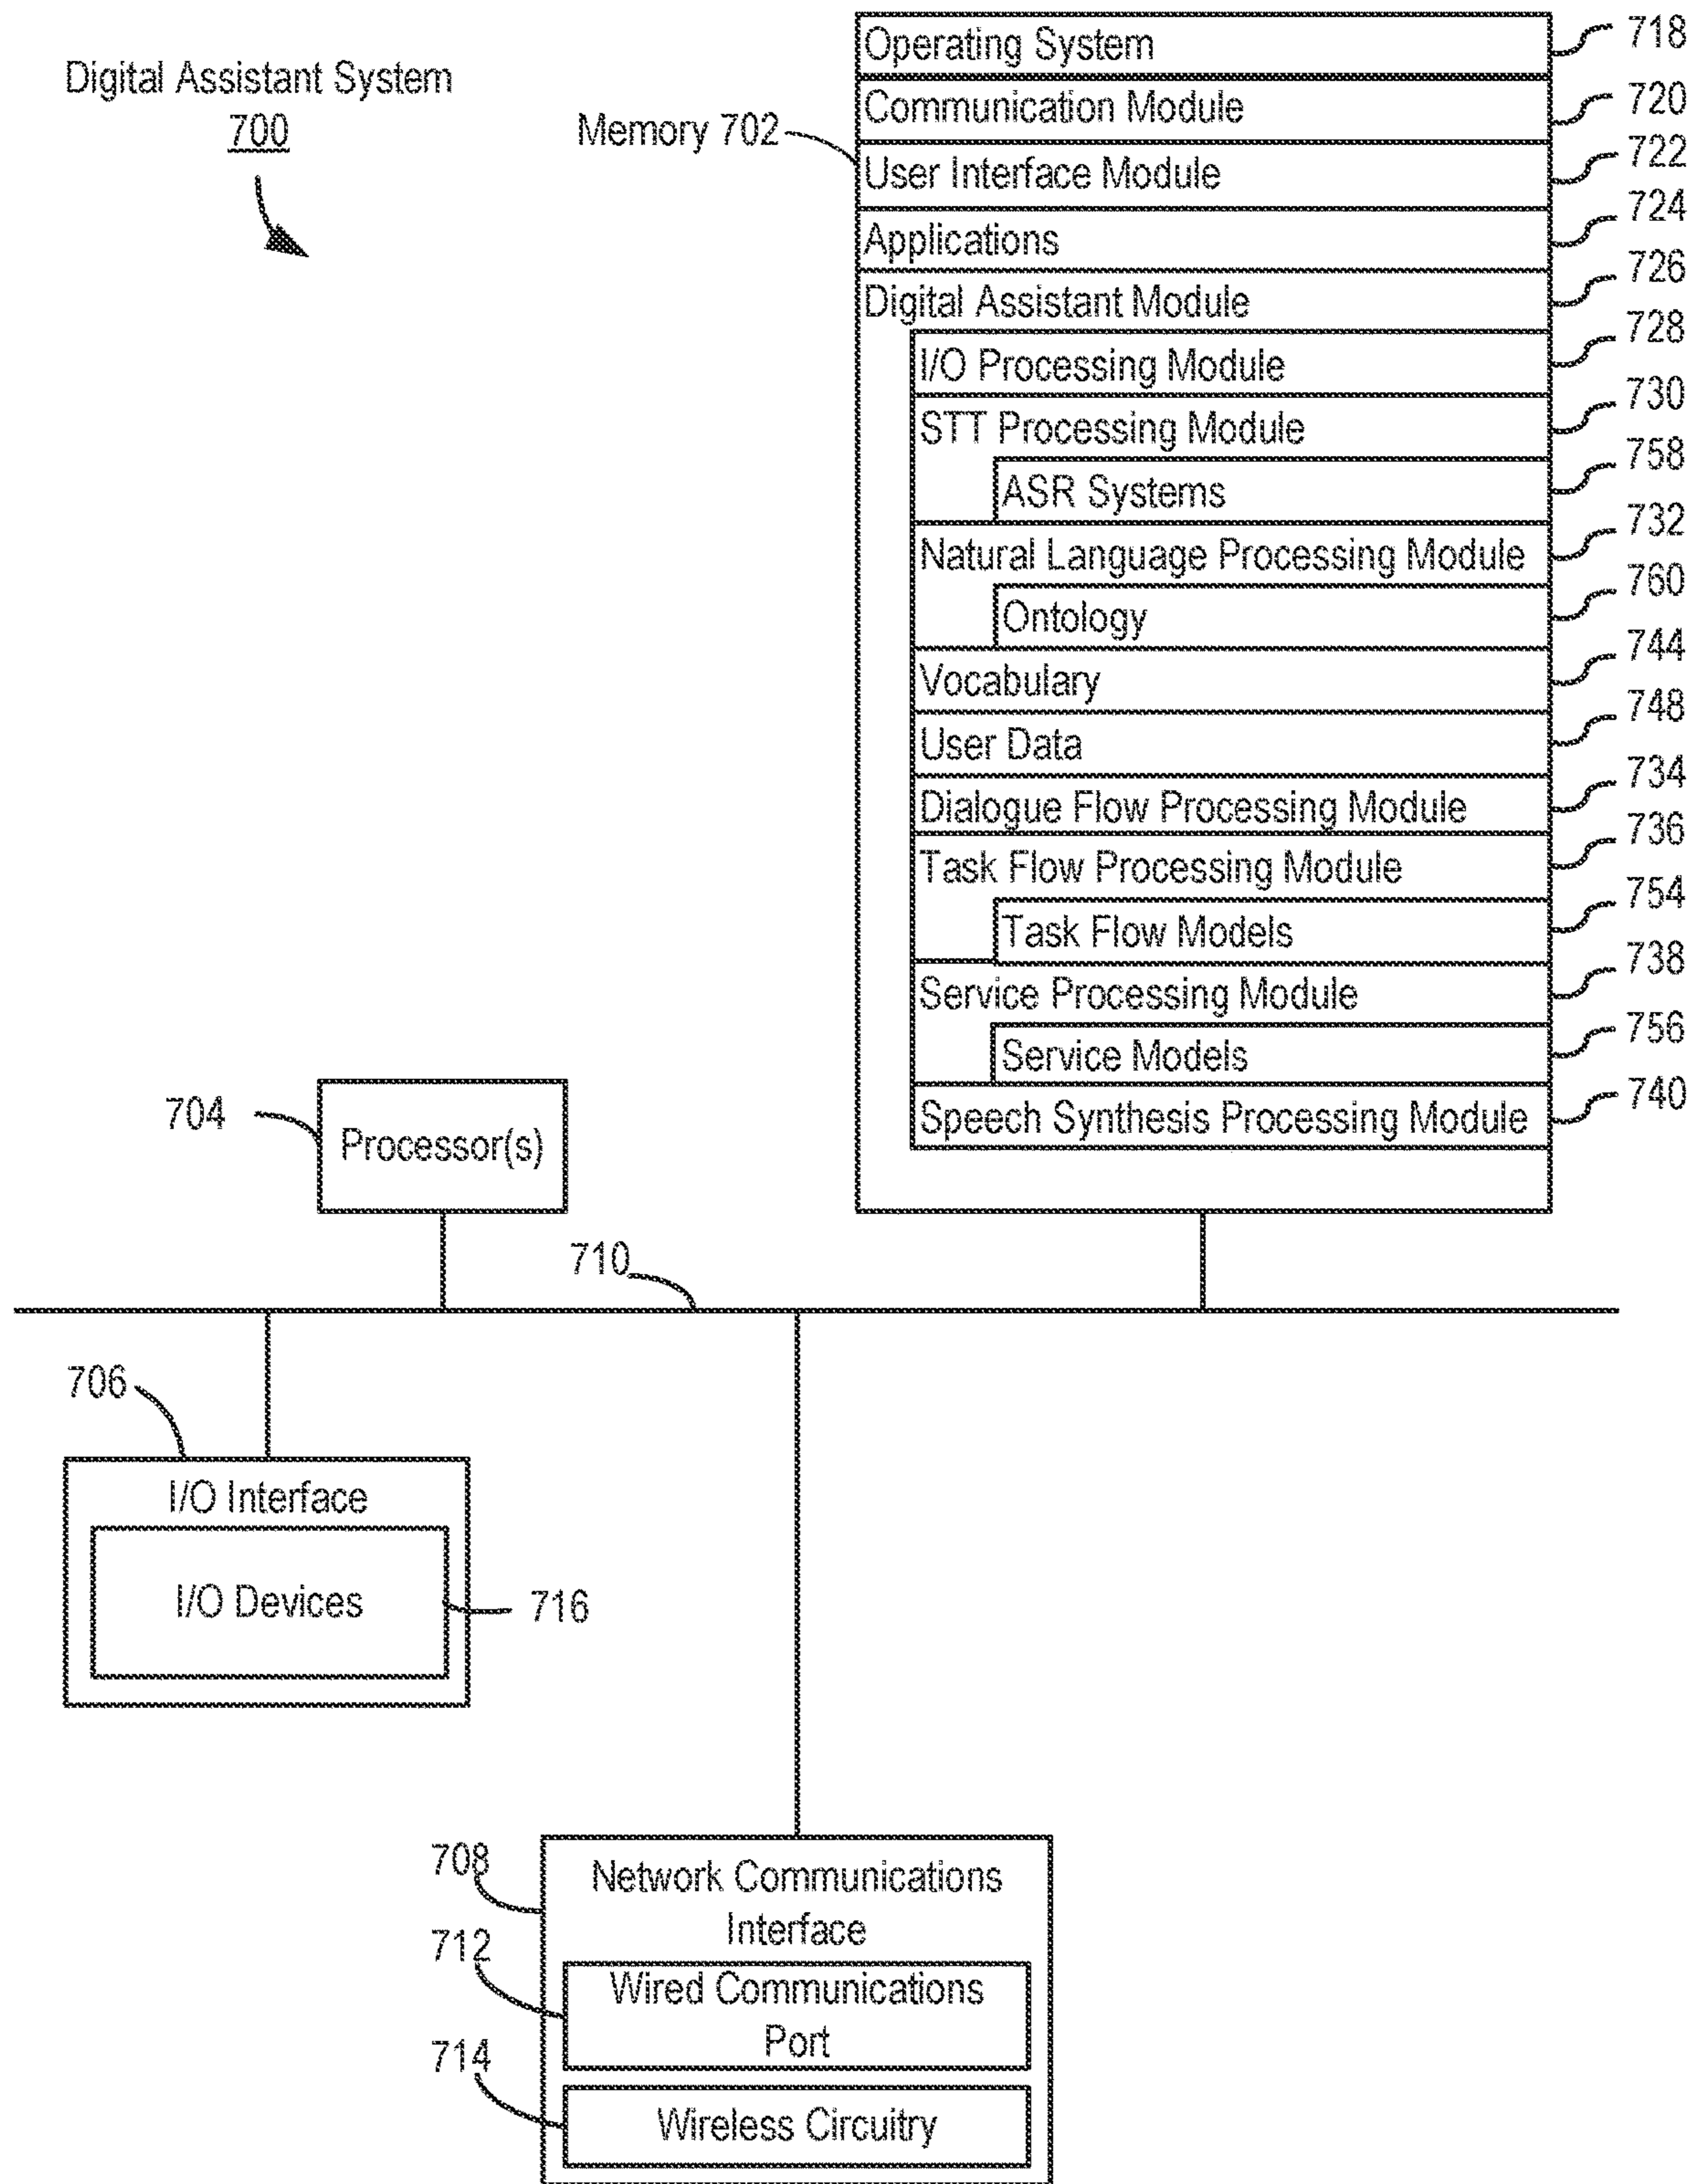 Digital Assistant System
700
Memory 702
Operating System 718
Communication Module 720
User Interface Module 722
Applications 724
Digital Assistant Module 726
I/O Processing Module 728
STT Processing Module 730
ASR Systems 758
Natural Language Processing Module 732
Ontology 760
Vocabulary 744
User Data 748
Dialogue Flow Processing Module 734
Task Flow Processing Module 736
Task Flow Models 754
Service Processing Module 738
Service Models 756
Speech Synthesis Processing Module 740
704
Processor(s)
710
706
I/O Interface
I/O Devices
716
708
Network Communications
Interface
712
Wired Communications
Port
714
Wireless Circuitry